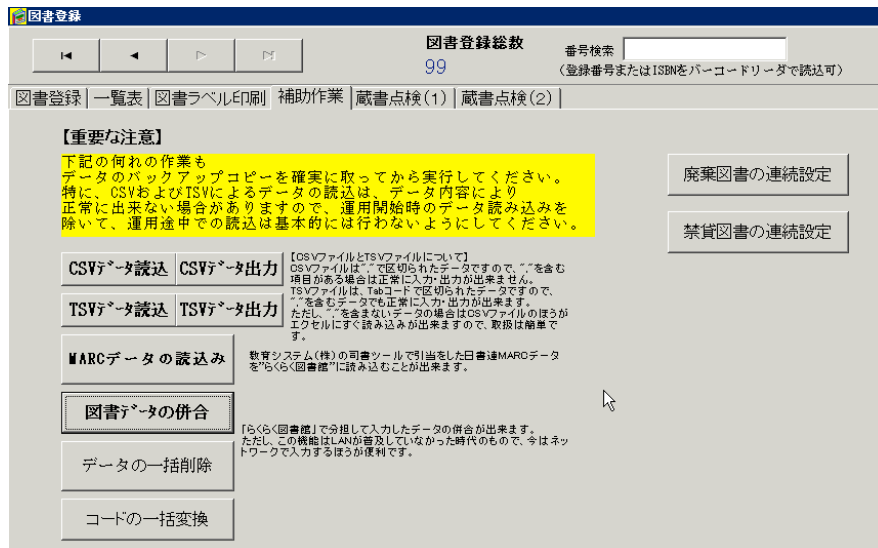 図書登録
図書登録総数
99
番号検索
（登録番号またはISBNをバーコードリーダで読込可）
図書登録 一覧表 図書ラベル印刷 補助作業 蔵書点検(1) 蔵書点検(2)
【重要な注意】
下記の何れの作業も
データのバックアップコピーを確実に取ってから実行してください。
特に、CSVおよびTSVによるデータの読込は、データ内容により
正常に出来ない場合がありますので、運用開始時のデータ読み込みを
除いて、運用途中での読込は基本的には行わないようにしてください。
廃棄図書の連続設定
禁貸図書の連続設定
CSVﾃﾞｰﾀ読込 CSVﾃﾞｰﾀ出力
TSVﾃﾞｰﾀ読込 TSVﾃﾞｰﾀ出力
【CSVファイルとTSVファイルについて】
CSVファイルは","で区切られたデータですので、","を含む
項目がある場合は正常に入力・出力が出来ません。
TSVファイルは、Tabコードで区切られたデータですので、
","を含むデータでも正常に入力・出力が出来ます。
ただし、","を含まないデータの場合はCSVファイルのほうが
エクセルにすぐ読み込みが出来ますので、取扱は簡単で
す。
MARCデータの読込み
教育システム(株)の司書ツールで引当をした日書連MARCデータ
を"らくらく図書館"に読み込むことが出来ます。
図書ﾃﾞｰﾀの併合
「らくらく図書館」で分担して入力したデータの併合が出来ます。
ただし、この機能はLANが普及していなかった時代のもので、今はネッ
トワークで入力するほうが便利です。
データの一括削除
コードの一括変換